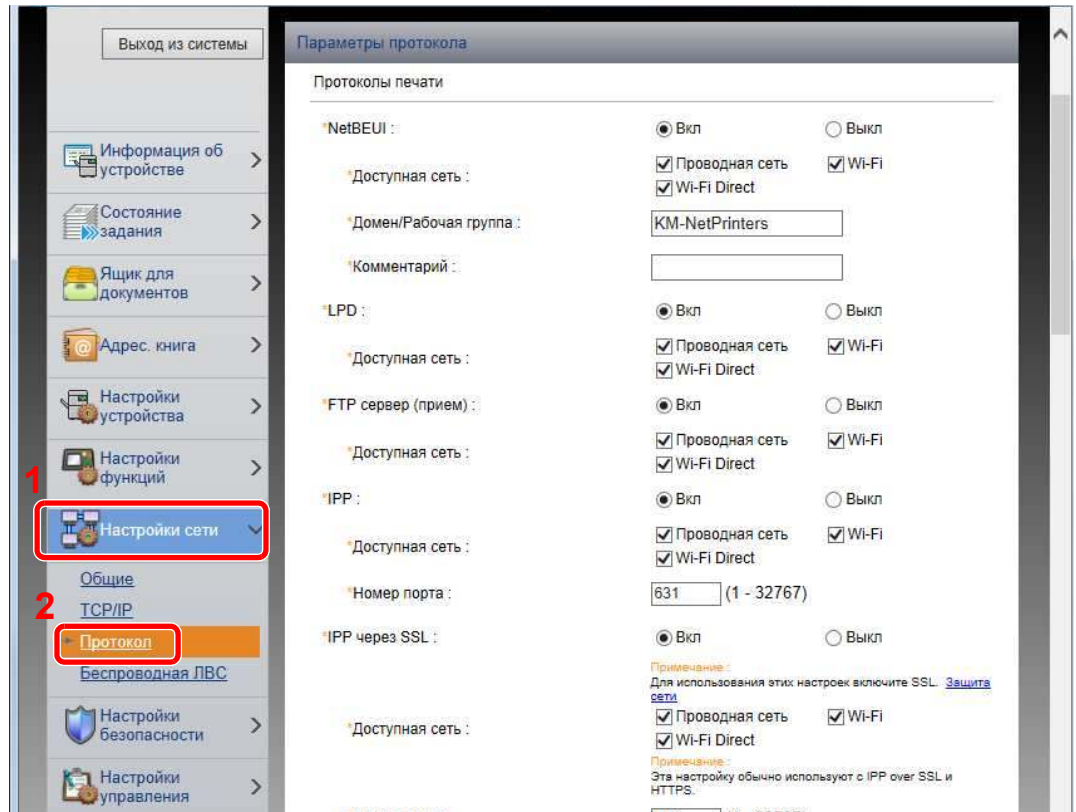 Выход из системы
Информация об
устройстве
Состояние
задания
Ящик для
документов
Адрес. книга
Настройки
устройства
Настройки
функций
1
Настройки сети
Общие
2
TCP/IP
Протокол
Беспроводная ЛВС
Настройки
безопасности
Настройки
управления
Параметры протокола
Протоколы печати
*NetBEUI : Вкл Выкл
*Доступная сеть : Проводная сеть Wi-Fi
Wi-Fi Direct
*Домен/Рабочая группа : KM-NetPrinters
*Комментарий :
*LPD : Вкл Выкл
*Доступная сеть : Проводная сеть Wi-Fi
Wi-Fi Direct
*FTP сервер (прием) : Вкл Выкл
*Доступная сеть : Проводная сеть Wi-Fi
Wi-Fi Direct
*IPP : Вкл Выкл
*Доступная сеть : Проводная сеть Wi-Fi
Wi-Fi Direct
*Номер порта : 631 (1 - 32767)
*IPP через SSL : Вкл Выкл
Примечание :
Для использования этих настроек включите SSL. Защита
сети
*Доступная сеть : Проводная сеть Wi-Fi
Wi-Fi Direct
Примечание :
Эта настройку обычно используют с IPP over SSL и
HTTPS.